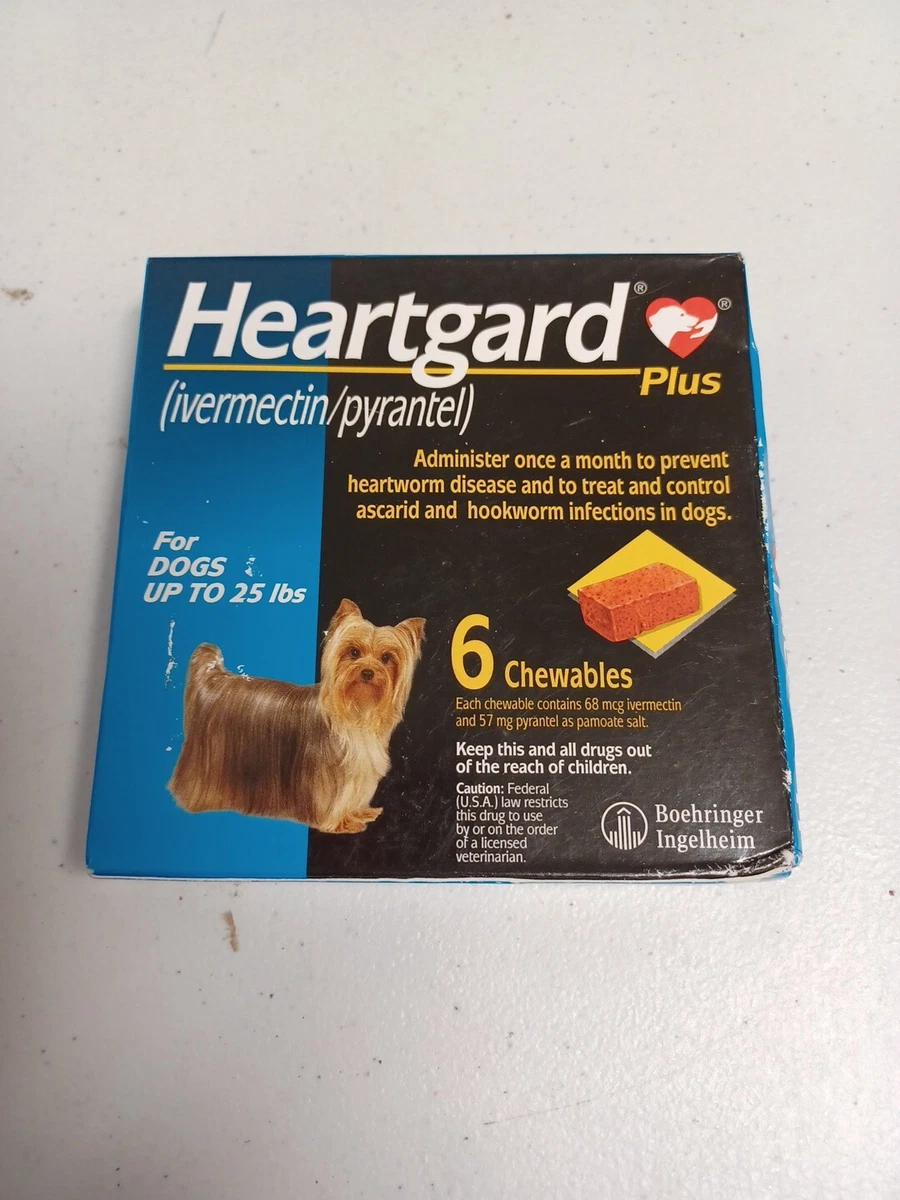 Heartgard®
®
Plus
(ivermectin/pyrantel)
Administer once a month to prevent
heartworm disease and to treat and control
ascarid and hookworm infections in dogs.
For
DOGS
UP TO 25 lbs
6 Chewables
Each chewable contains 68 mcg ivermectin
and 57 mg pyrantel as pamoate salt.
Keep this and all drugs out
of the reach of children.
Caution: Federal
(U.S.A.) law restricts
this drug to use
by or on the order
of a licensed
veterinarian.
Boehringer
Ingelheim